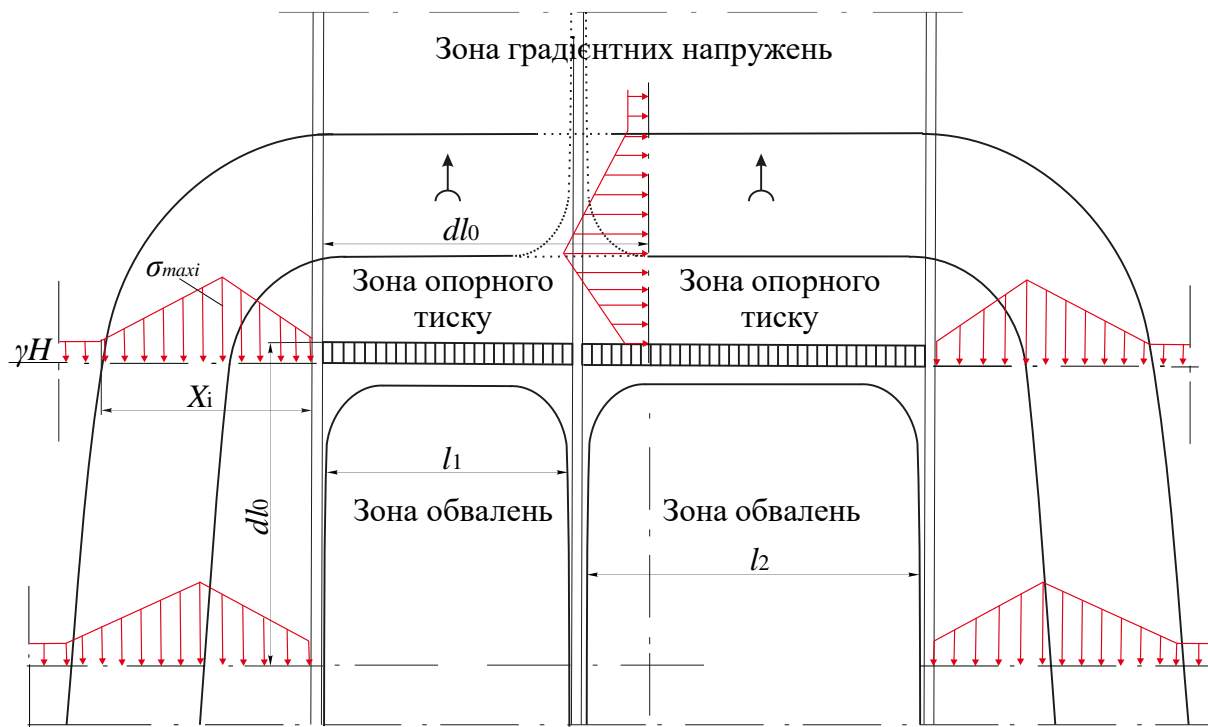 Зона градієнтних напружень
dl0
σmaxi
Зона опорного
тиску
Зона опорного
тиску
γH
Xi
l1
Зона обвалень
Зона обвалень
dl0
l2